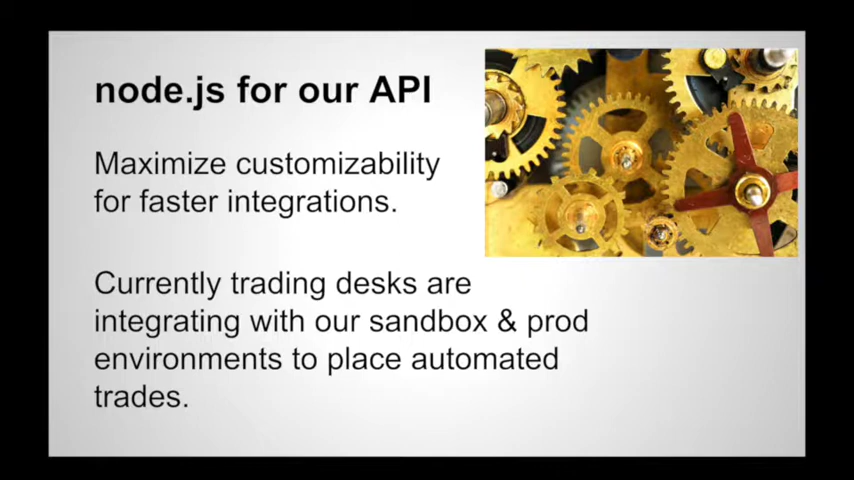 node.js for our API
Maximize customizability
for faster integrations.
Currently trading desks are
integrating with our sandbox & prod
environments to place automated
trades.